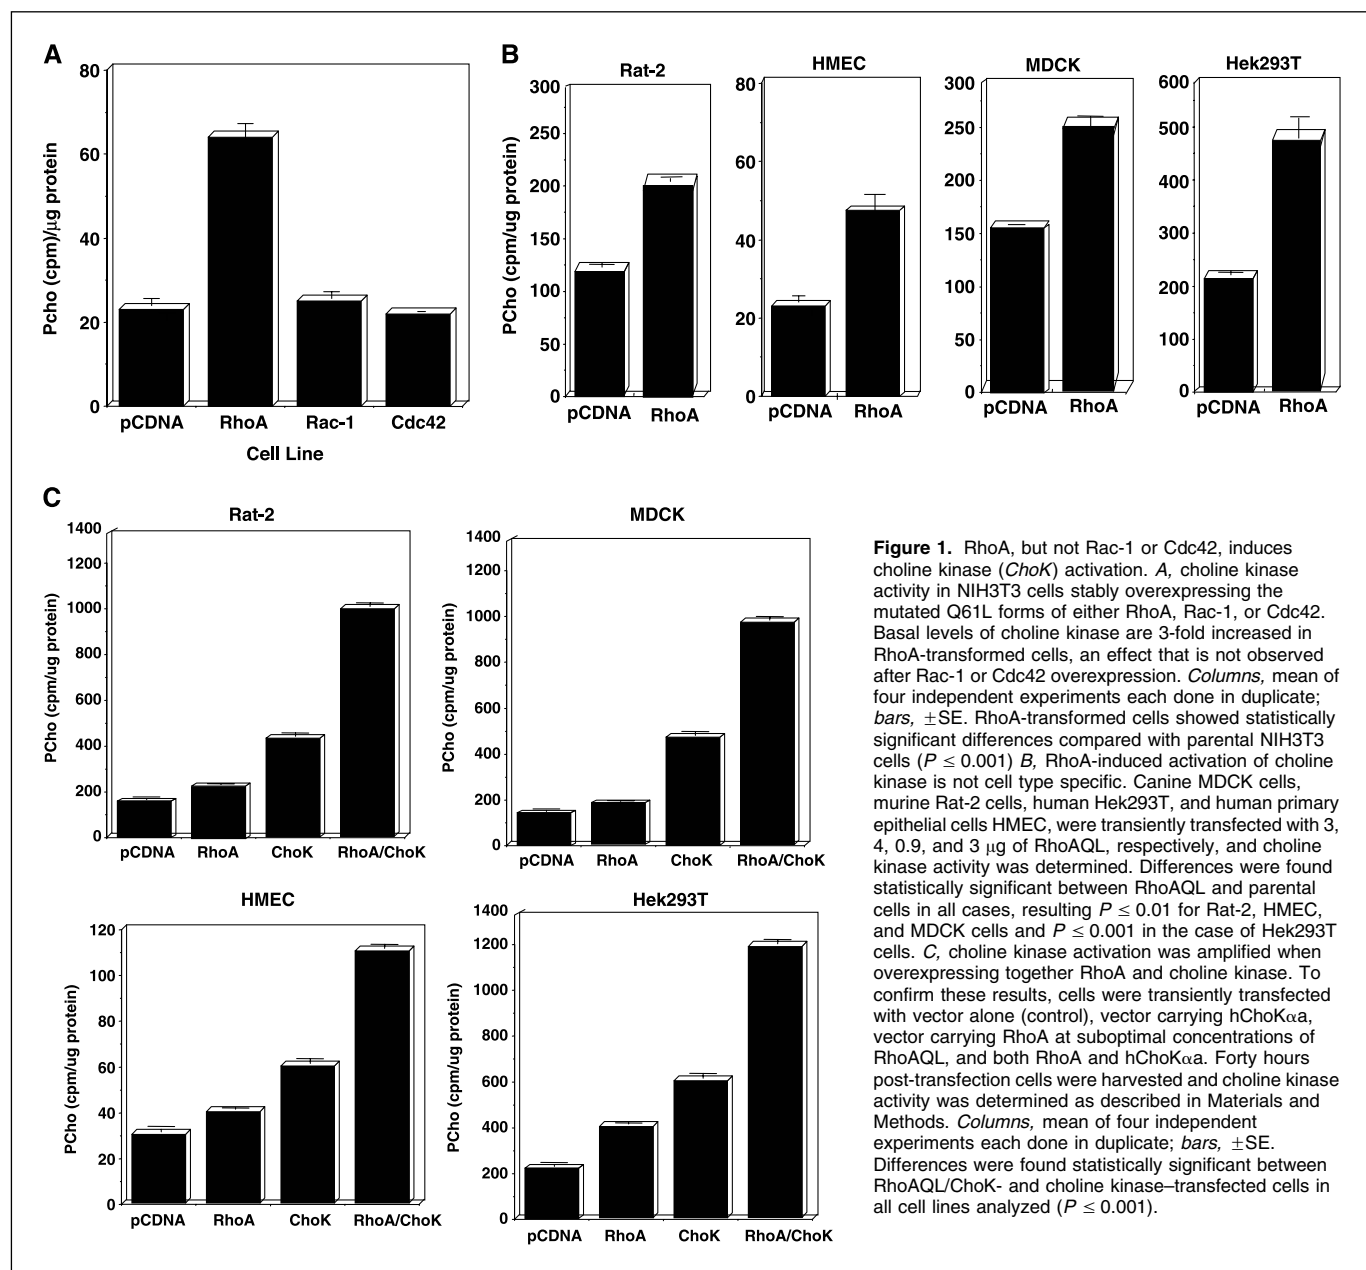 A
80
60
40
20
0
PCho (cpm)/μg protein
pCDNA RhoA Rac-1 Cdc42
Cell Line
B
Rat-2
300
250
200
150
100
50
0
PCho (cpm/ug protein)
pCDNA RhoA
HMEC
80
60
40
20
0
pCDNA RhoA
MDCK
300
250
200
150
100
50
0
pCDNA RhoA
Hek293T
600
500
400
300
200
100
0
pCDNA RhoA
C
Rat-2
1400
1200
1000
800
600
400
200
0
PCho (cpm/ug protein)
pCDNA RhoA ChoK RhoA/ChoK
MDCK
1400
1200
1000
800
600
400
200
0
PCho (cpm/ug protein)
pCDNA RhoA ChoK RhoA/ChoK
HMEC
120
100
80
60
40
20
0
PCho (cpm/ug protein)
pCDNA RhoA ChoK RhoA/ChoK
Hek293T
1400
1200
1000
800
600
400
200
0
PCho (cpm/ug protein)
pCDNA RhoA ChoK RhoA/ChoK
Figure 1. RhoA, but not Rac-1 or Cdc42, induces
choline kinase (ChoK) activation. A, choline kinase
activity in NIH3T3 cells stably overexpressing the
mutated Q61L forms of either RhoA, Rac-1, or Cdc42.
Basal levels of choline kinase are 3-fold increased in
RhoA-transformed cells, an effect that is not observed
after Rac-1 or Cdc42 overexpression. Columns, mean of
four independent experiments each done in duplicate;
bars, ±SE. RhoA-transformed cells showed statistically
significant differences compared with parental NIH3T3
cells (P ≤ 0.001) B, RhoA-induced activation of choline
kinase is not cell type specific. Canine MDCK cells,
murine Rat-2 cells, human Hek293T, and human primary
epithelial cells HMEC, were transiently transfected with 3,
4, 0.9, and 3 μg of RhoAQL, respectively, and choline
kinase activity was determined. Differences were found
statistically significant between RhoAQL and parental
cells in all cases, resulting P ≤ 0.01 for Rat-2, HMEC,
and MDCK cells and P ≤ 0.001 in the case of Hek293T
cells. C, choline kinase activation was amplified when
overexpressing together RhoA and choline kinase. To
confirm these results, cells were transiently transfected
with vector alone (control), vector carrying hChoKαa,
vector carrying RhoA at suboptimal concentrations of
RhoAQL, and both RhoA and hChoKαa. Forty hours
post-transfection cells were harvested and choline kinase
activity was determined as described in Materials and
Methods. Columns, mean of four independent
experiments each done in duplicate; bars, ±SE.
Differences were found statistically significant between
RhoAQL/ChoK- and choline kinase–transfected cells in
all cell lines analyzed (P ≤ 0.001).